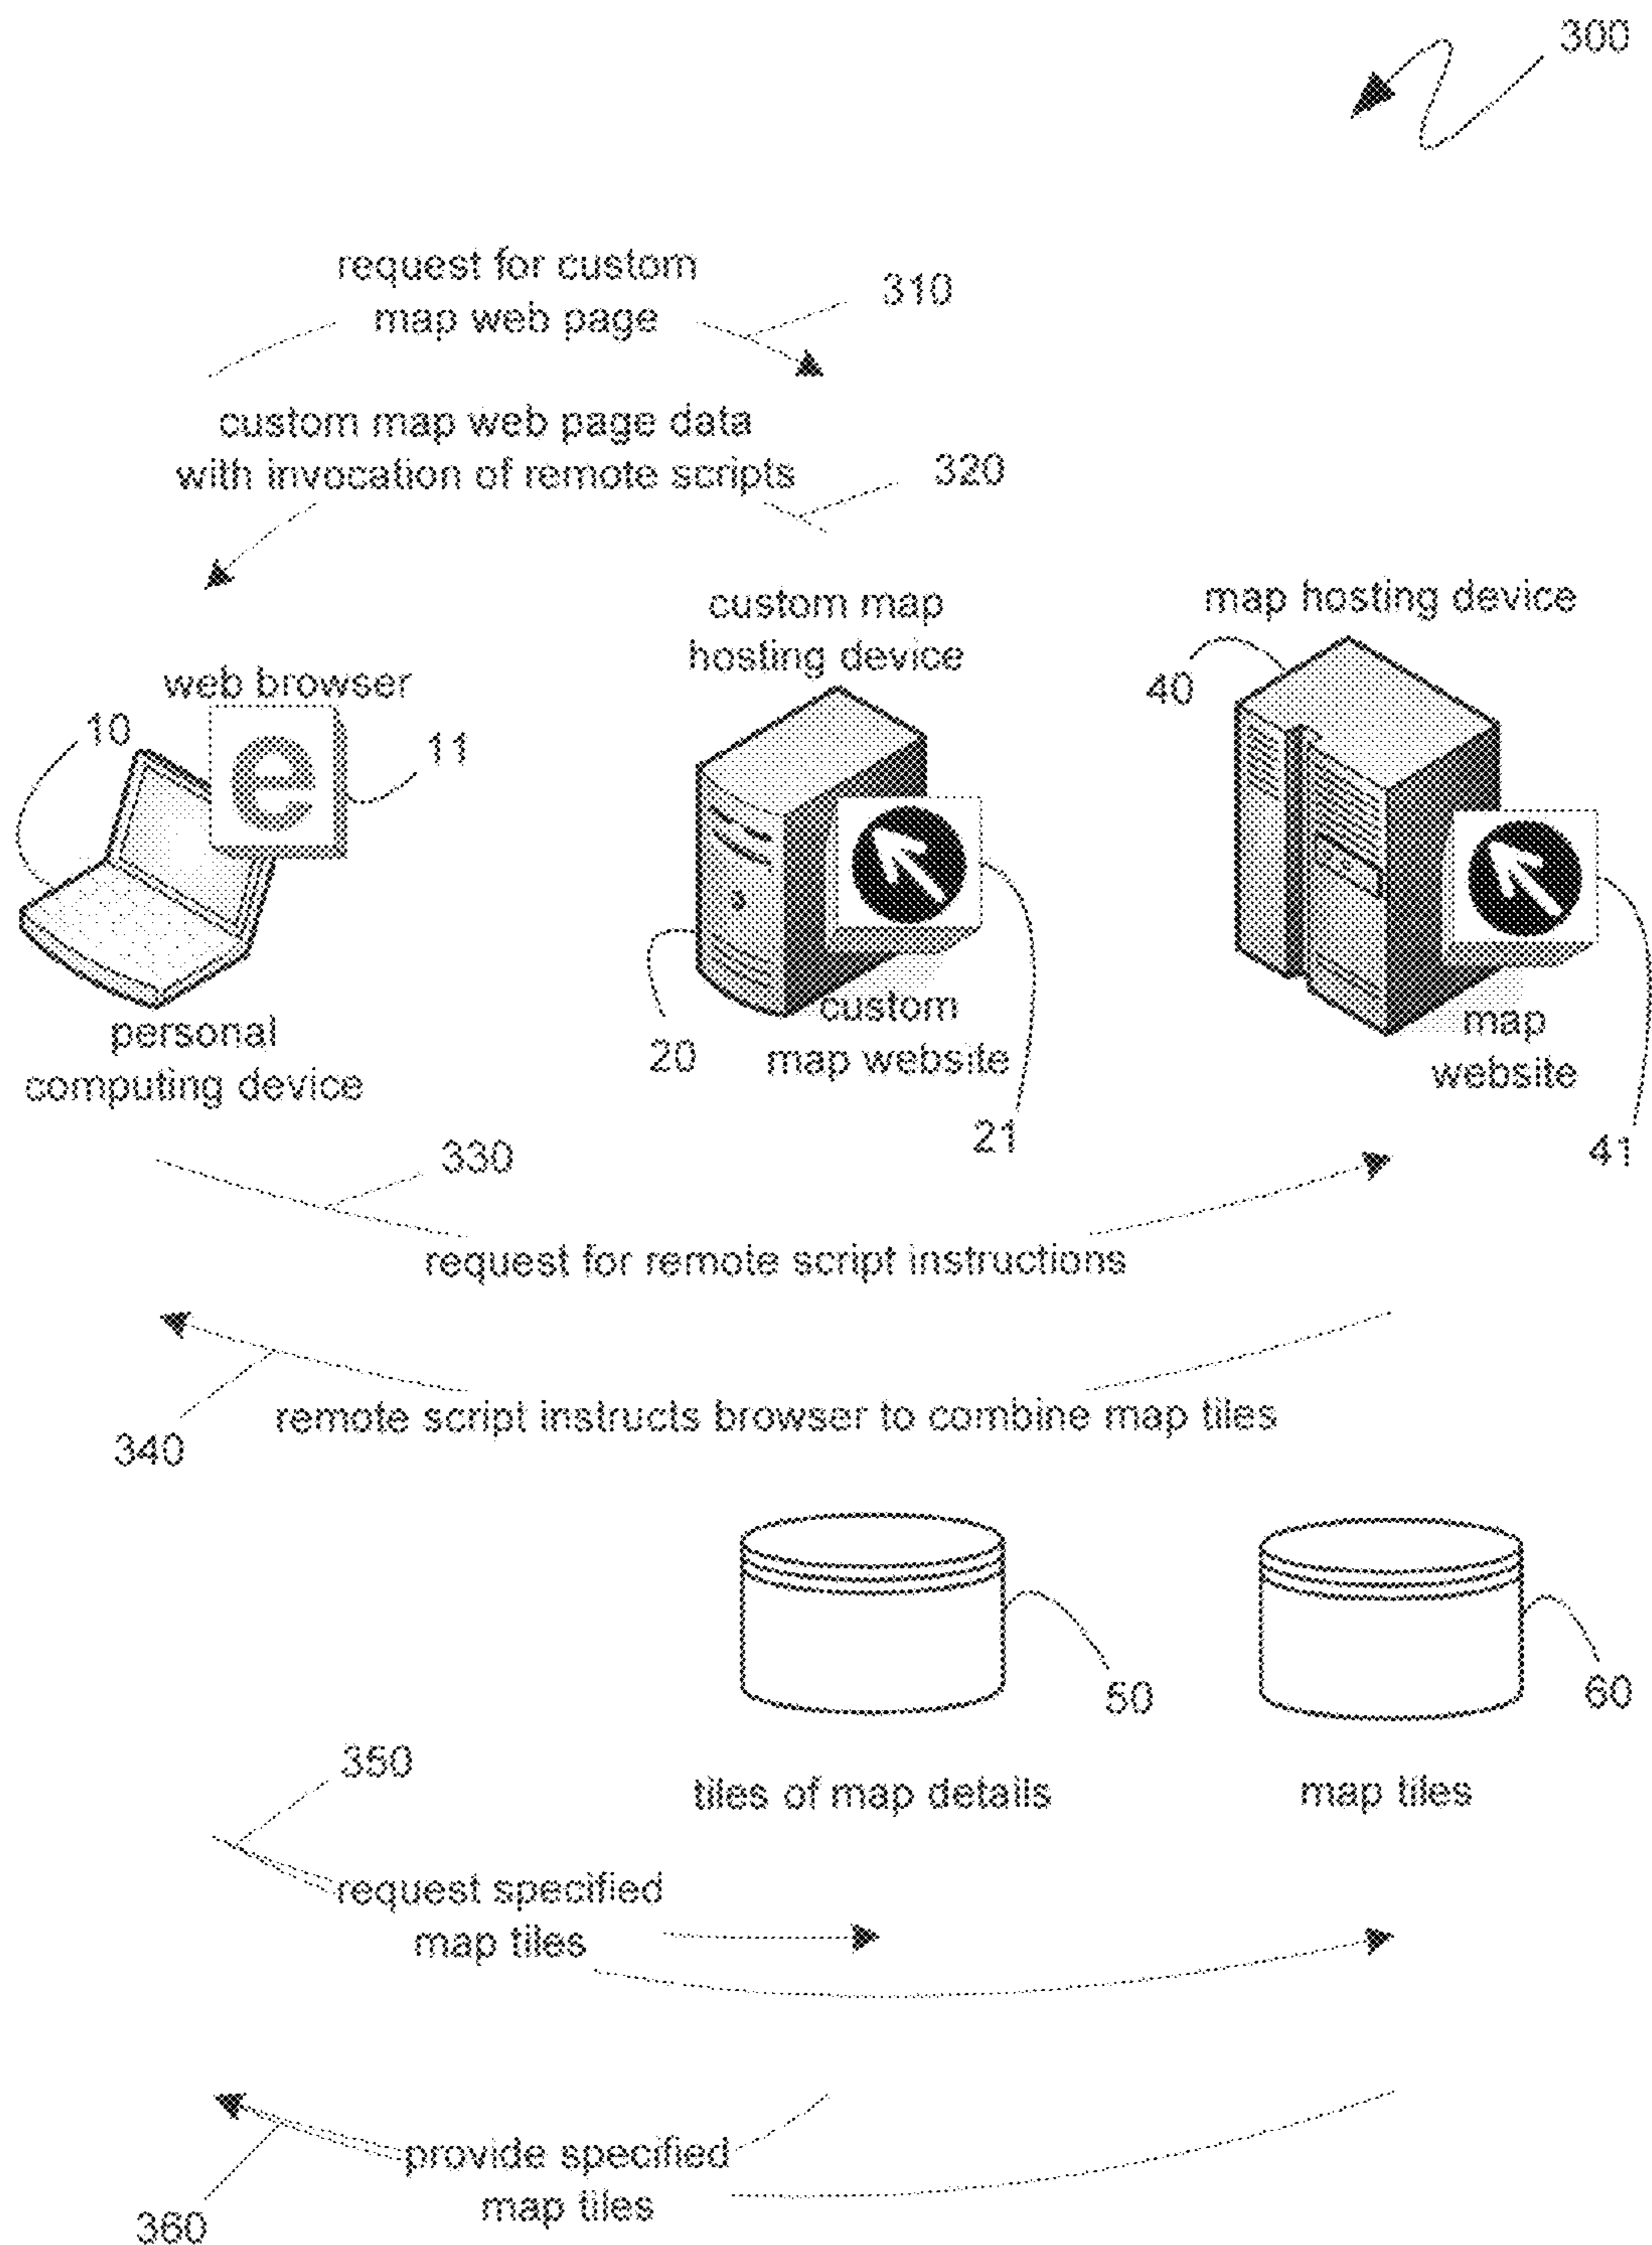 300
request for custom
map web page
310
custom map web page data
with invocation of remote scripts
320
custom map
hosting device
map hosting device
40
web browser
10
e
11
personal
computing device
20
custom
map website
21
map
website
41
330
request for remote script instructions
remote script instructs browser to combine map tiles
340
50
60
tiles of map details
map tiles
350
request specified
map tiles
provide specified
map tiles
360